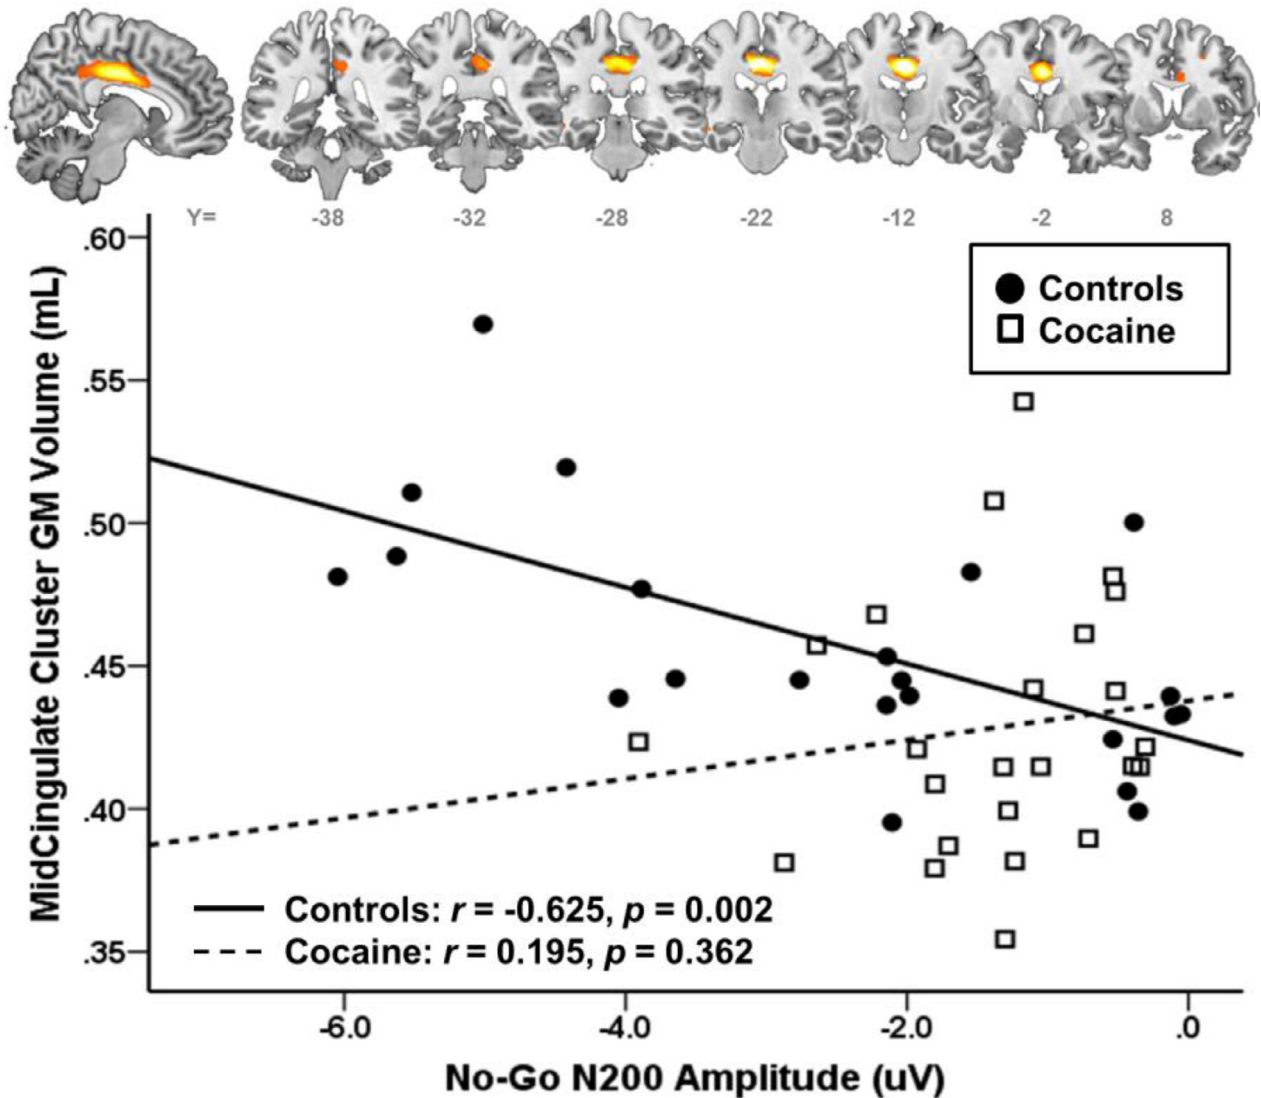 Y= -38 -32 -28 -22 -12 -2 8
MidCingulate Cluster GM Volume (mL)
.60
.55
.50
.45
.40
.35
Controls
Cocaine
Controls: r = -0.625, p = 0.002
Cocaine: r = 0.195, p = 0.362
-6.0 -4.0 -2.0 .0
No-Go N200 Amplitude (uV)